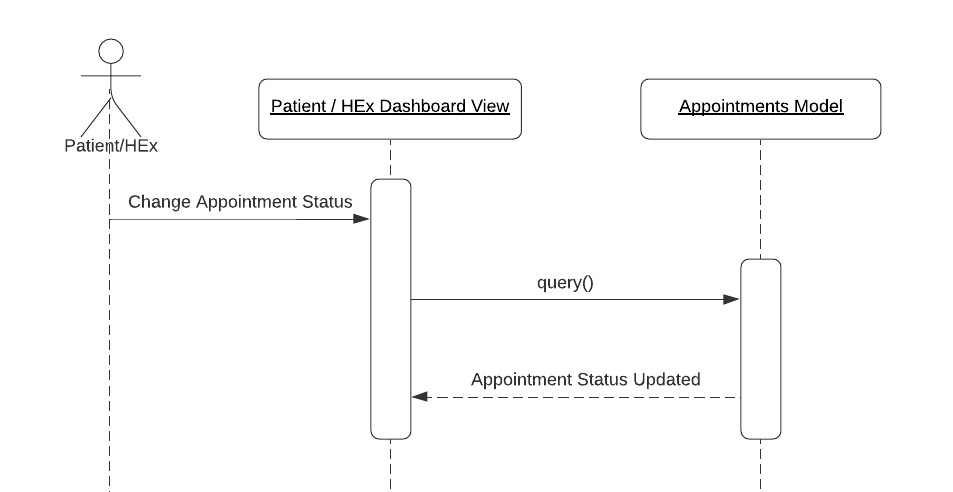 Patient / HEx Dashboard View
Appointments Model
Patient/HEx
Change Appointment Status
query()
Appointment Status Updated